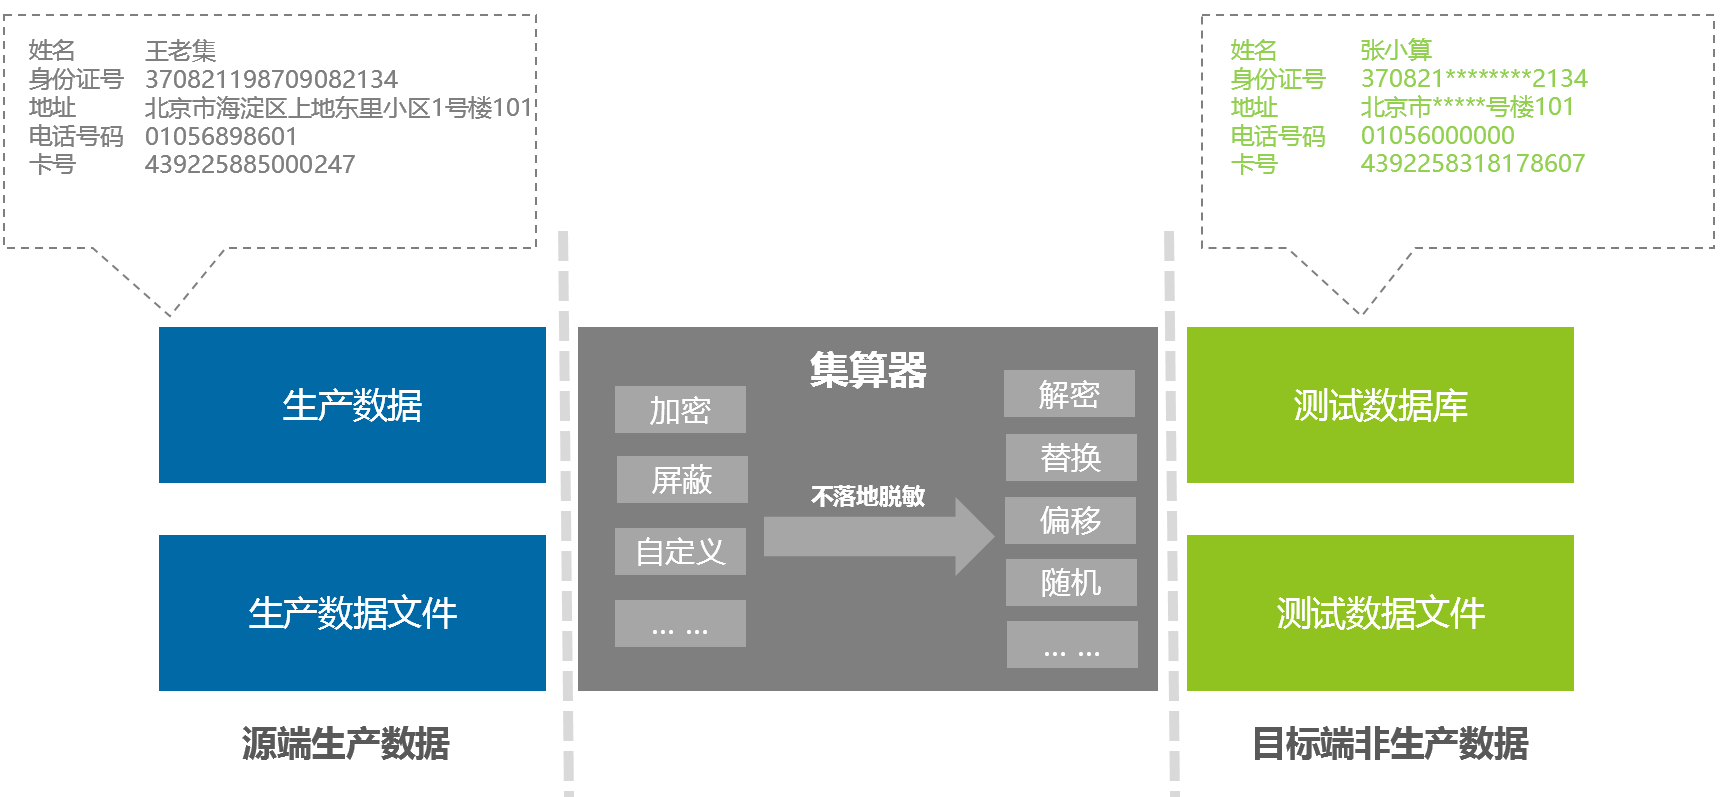 姓名 王老集
身份证号 370821198709082134
地址 北京市海淀区上地东里小区1号楼101
电话号码 01056898601
卡号 439225885000247
姓名 张小算
身份证号 370821********2134
地址 北京市*****号楼101
电话号码 01056000000
卡号 4392258318178607
生产数据
生产数据文件
源端生产数据
集算器
加密
屏蔽
自定义
... ...
不落地脱敏
解密
替换
偏移
随机
... ...
测试数据库
测试数据文件
目标端非生产数据